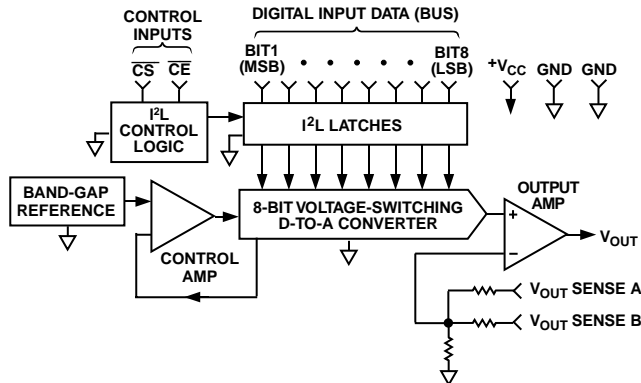 CONTROL INPUTS
DIGITAL INPUT DATA (BUS)
CS CE
BIT1 (MSB)
BIT8 (LSB)
+VCC GND GND
I²L CONTROL LOGIC
I²L LATCHES
BAND-GAP REFERENCE
CONTROL AMP
8-BIT VOLTAGE-SWITCHING D-TO-A CONVERTER
OUTPUT AMP
+
–
VOUT
VOUT SENSE A
VOUT SENSE B